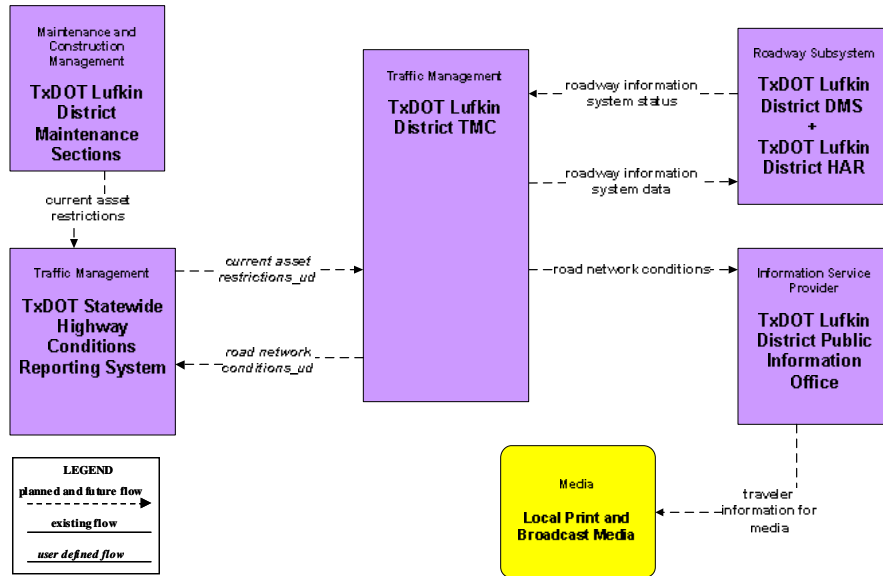 Maintenance and
Construction
Management
TxDOT Lufkin
District
Maintenance
Sections
current asset
restrictions
Traffic Management
TxDOT Statewide
Highway
Conditions
Reporting System
current asset
restrictions_ud
road network
conditions_ud
Traffic Management
TxDOT Lufkin
District TMC
roadway information
system status
roadway information
system data
road network conditions
Roadway Subsystem
TxDOT Lufkin
District DMS
+
TxDOT Lufkin
District HAR
Information Service
Provider
TxDOT Lufkin
District Public
Information
Office
traveler
information for
media
Media
Local Print and
Broadcast Media
LEGEND
planned and future flow
existing flow
user defined flow